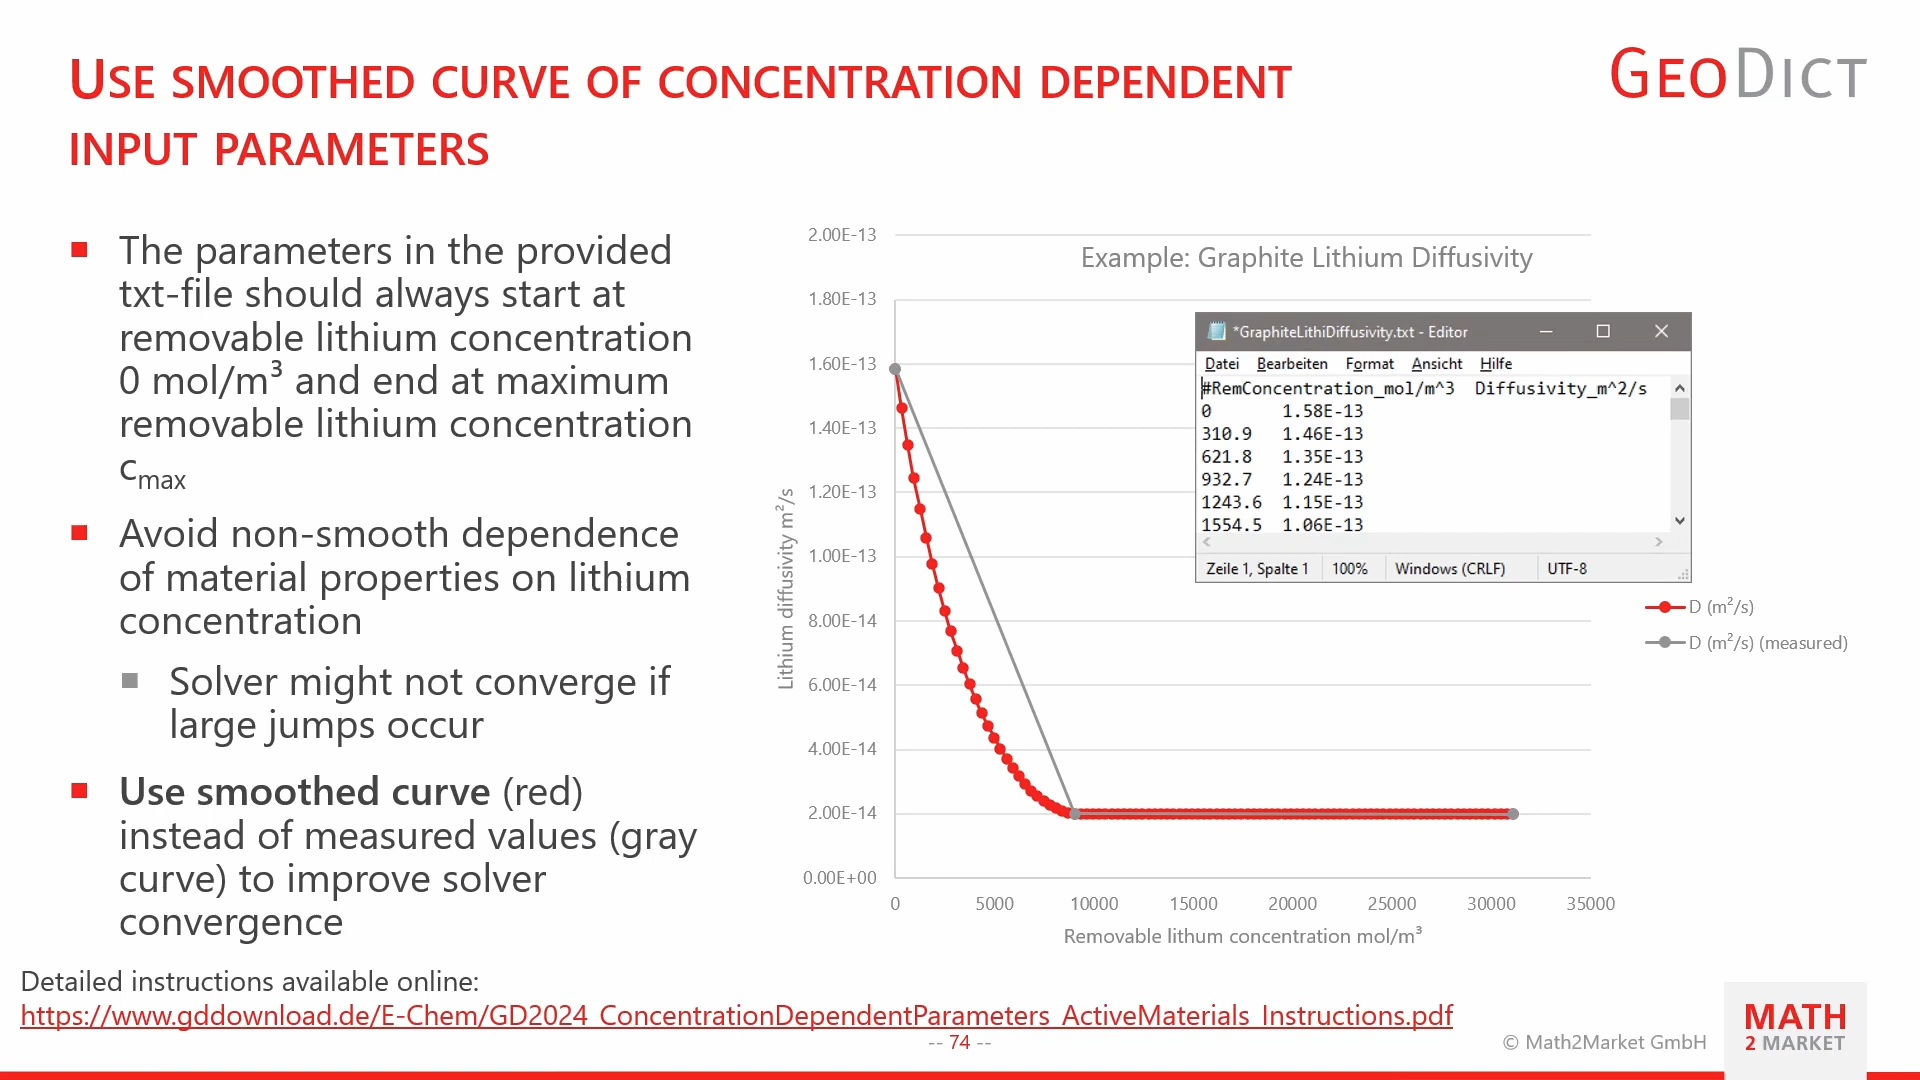 USE SMOOTHED CURVE OF CONCENTRATION DEPENDENT
INPUT PARAMETERS
GEODICT
The parameters in the provided
txt-file should always start at
removable lithium concentration
0 mol/m³ and end at maximum
removable lithium concentration
cmax
Avoid non-smooth dependence
of material properties on lithium
concentration
Solver might not converge if
large jumps occur
Use smoothed curve (red)
instead of measured values (gray
curve) to improve solver
convergence
Example: Graphite Lithium Diffusivity
2.00E-13
1.80E-13
1.60E-13
1.40E-13
1.20E-13
1.00E-13
8.00E-14
6.00E-14
4.00E-14
2.00E-14
0.00E+00
Lithium diffusivity m²/s
0 5000 10000 15000 20000 25000 30000 35000
Removable lithum concentration mol/m³
*GraphiteLithiDiffusivity.txt - Editor
Datei Bearbeiten Format Ansicht Hilfe
#RemConcentration_mol/m^3 Diffusivity_m^2/s
0 1.58E-13
310.9 1.46E-13
621.8 1.35E-13
932.7 1.24E-13
1243.6 1.15E-13
1554.5 1.06E-13
Zeile 1, Spalte 1 100% Windows (CRLF) UTF-8
D (m²/s)
D (m²/s) (measured)
Detailed instructions available online:
https://www.gddownload.de/E-Chem/GD2024_ConcentrationDependentParameters_ActiveMaterials_Instructions.pdf
-- 74 --
© Math2Market GmbH
MATH
2 MARKET